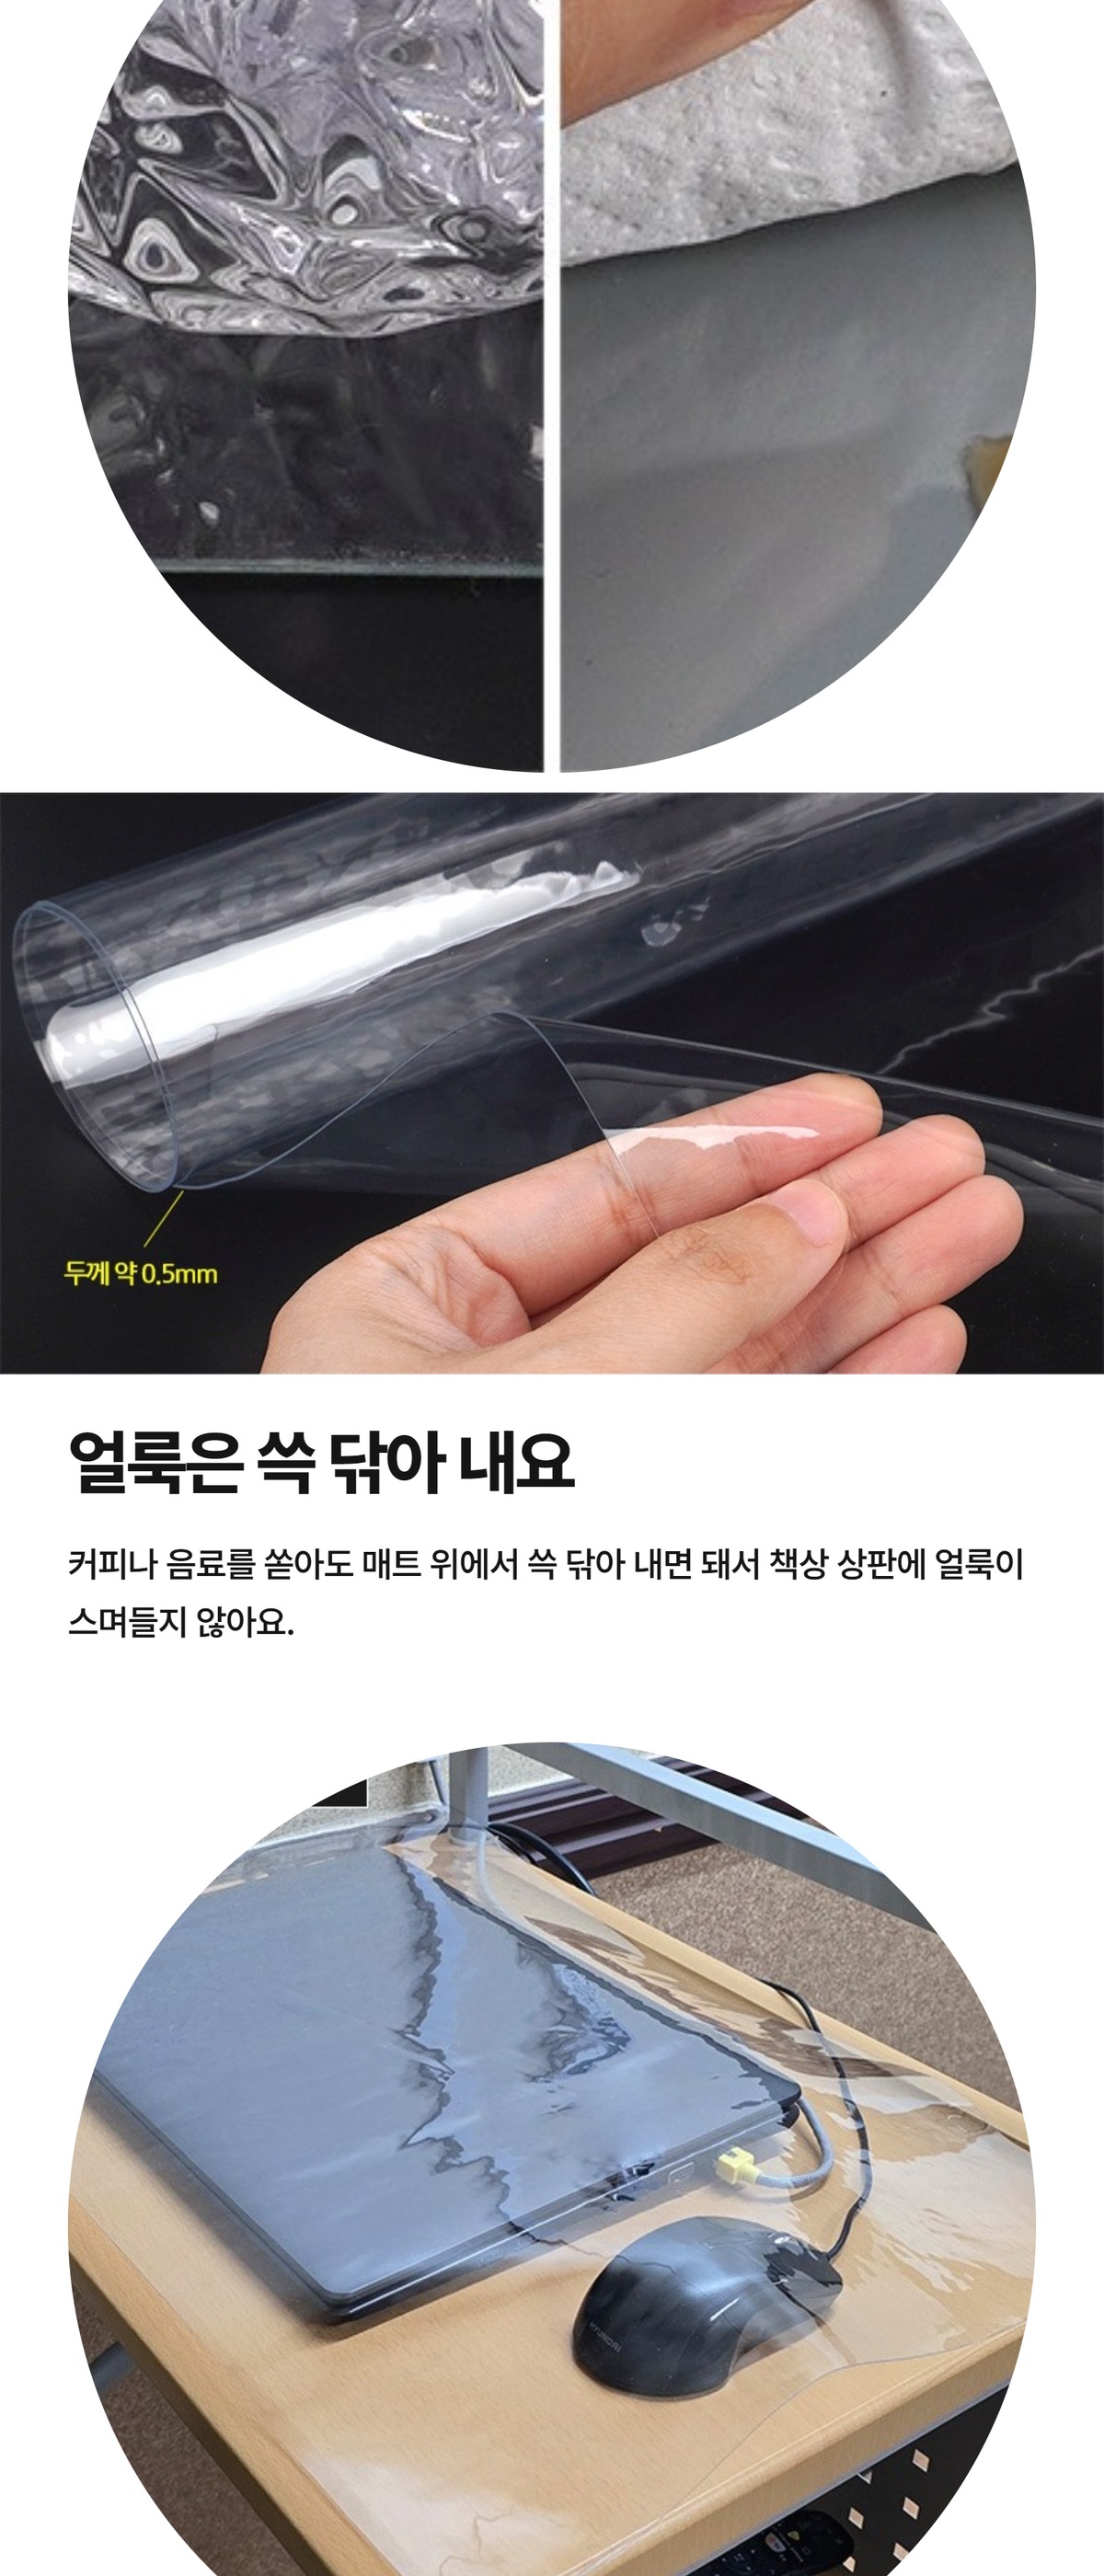 두께 약 0.5mm
얼룩은 쓱 닦아 내요
커피나 음료를 쏟아도 매트 위에서 쓱 닦아 내면 돼서 책상 상판에 얼룩이
스며들지 않아요.
HYUNDAI